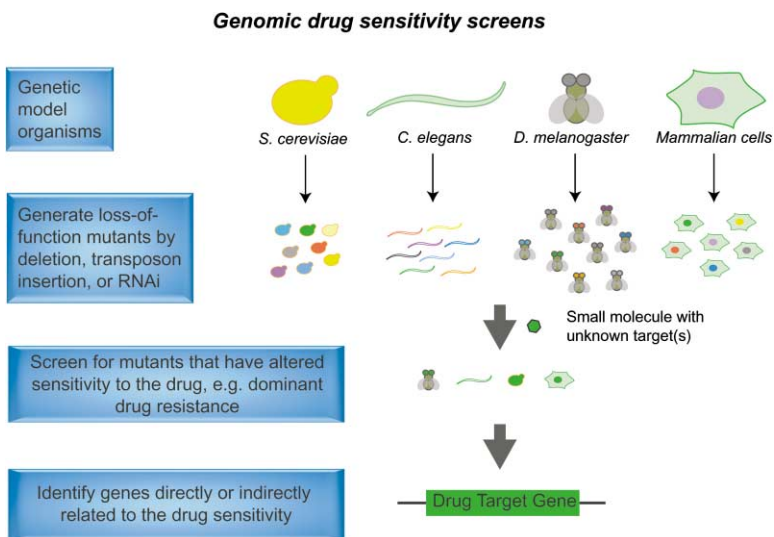 Genomic drug sensitivity screens
Genetic
model
organisms
S. cerevisiae
C. elegans
D. melanogaster
Mammalian cells
Generate loss-of-
function mutants by
deletion, transposon
insertion, or RNAi
Small molecule with
unknown target(s)
Screen for mutants that have altered
sensitivity to the drug, e.g. dominant
drug resistance
Identify genes directly or indirectly
related to the drug sensitivity
Drug Target Gene